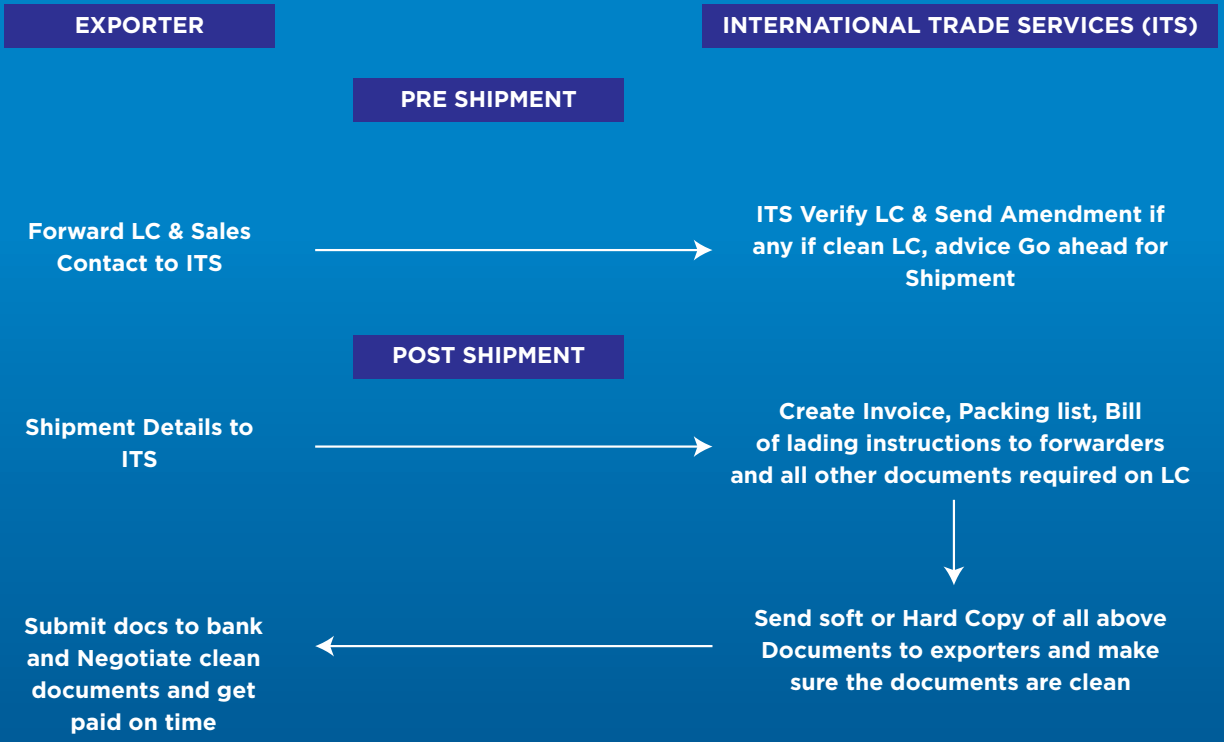 EXPORTER
INTERNATIONAL TRADE SERVICES (ITS)
PRE SHIPMENT
Forward LC & Sales
Contact to ITS
ITS Verify LC & Send Amendment if
any if clean LC, advice Go ahead for
Shipment
POST SHIPMENT
Shipment Details to
ITS
Create Invoice, Packing list, Bill
of lading instructions to forwarders
and all other documents required on LC
Send soft or Hard Copy of all above
Documents to exporters and make
sure the documents are clean
Submit docs to bank
and Negotiate clean
documents and get
paid on time